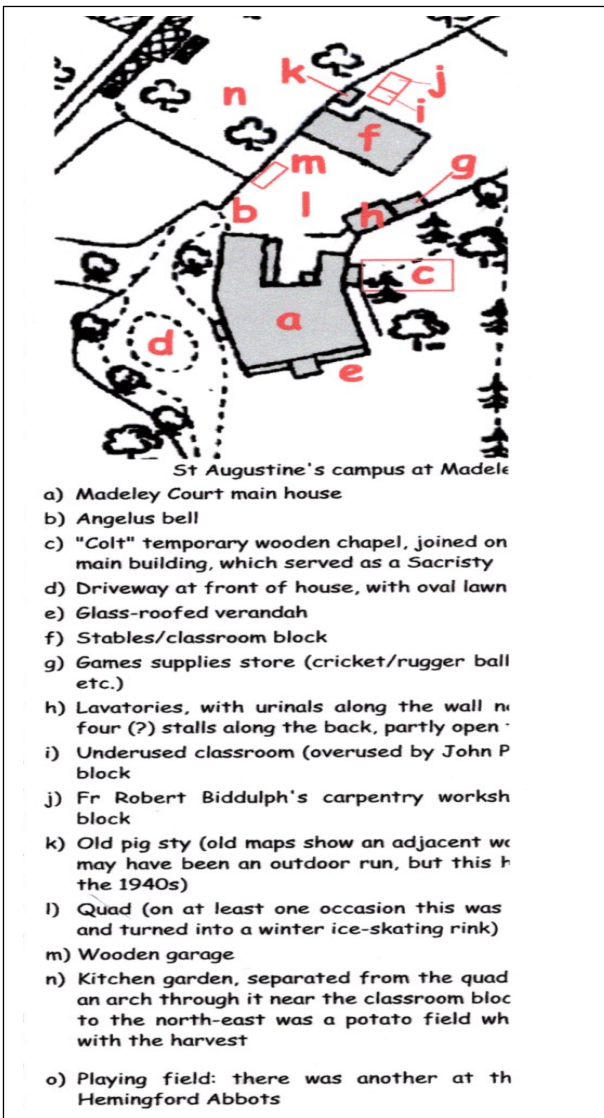 k
j
n
i
f
m
g
b
l
h
c
a
d
e
St Augustine's campus at Madele
a) Madeley Court main house
b) Angelus bell
c) "Colt" temporary wooden chapel, joined on
main building, which served as a Sacristy
d) Driveway at front of house, with oval lawn
e) Glass-roofed verandah
f) Stables/classroom block
g) Games supplies store (cricket/rugger ball
etc.)
h) Lavatories, with urinals along the wall
four (?) stalls along the back, partly open
i) Underused classroom (overused by John P
block
j) Fr Robert Biddulph's carpentry worksh
block
k) Old pig sty (old maps show an adjacent
may have been an outdoor run, but this h
the 1940s)
l) Quad (on at least one occasion this was
and turned into a winter ice-skating rink)
m) Wooden garage
n) Kitchen garden, separated from the quad
an arch through it near the classroom bloc
to the north-east was a potato field wh
with the harvest
o) Playing field: there was another at th
Hemingford Abbots